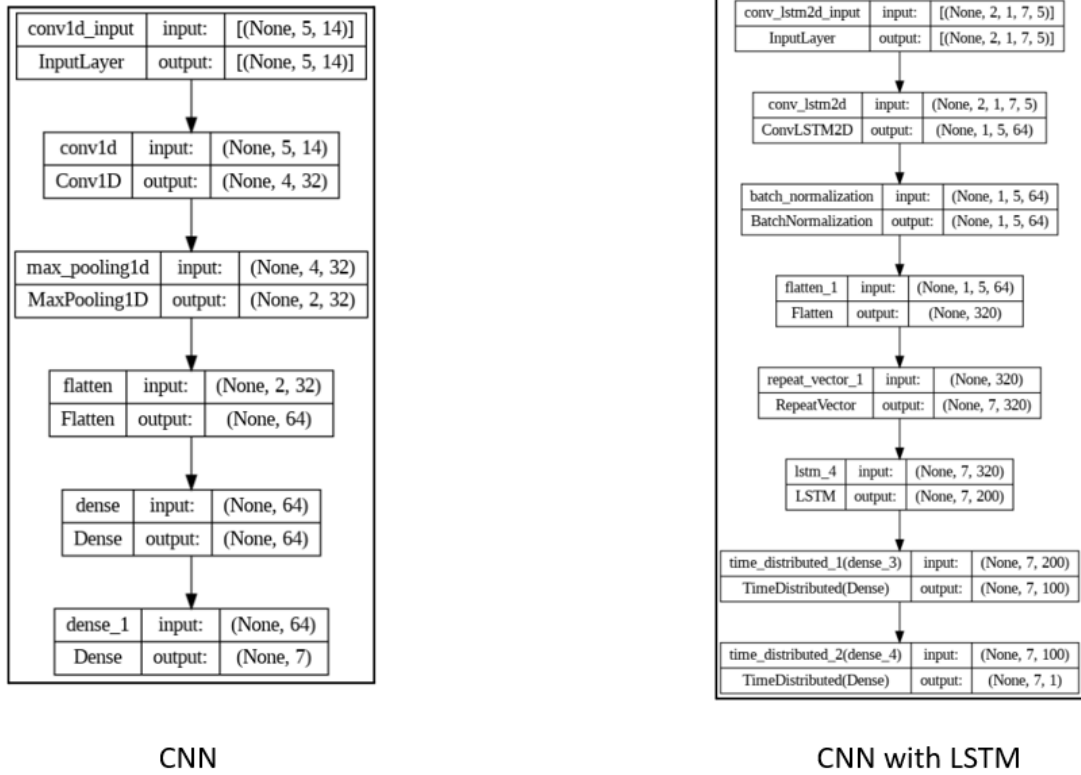 conv1d_input input: [(None, 5, 14)]
InputLayer output: [(None, 5, 14)]
conv1d input: (None, 5, 14)
Conv1D output: (None, 4, 32)
max_pooling1d input: (None, 4, 32)
MaxPooling1D output: (None, 2, 32)
flatten input: (None, 2, 32)
Flatten output: (None, 64)
dense input: (None, 64)
Dense output: (None, 64)
dense_1 input: (None, 64)
Dense output: (None, 7)
CNN
conv_lstm2d_input input: [(None, 2, 1, 7, 5)]
InputLayer output: [(None, 2, 1, 7, 5)]
conv_lstm2d input: (None, 2, 1, 7, 5)
ConvLSTM2D output: (None, 1, 5, 64)
batch_normalization input: (None, 1, 5, 64)
BatchNormalization output: (None, 1, 5, 64)
flatten_1 input: (None, 1, 5, 64)
Flatten output: (None, 320)
repeat_vector_1 input: (None, 320)
RepeatVector output: (None, 7, 320)
lstm_4 input: (None, 7, 320)
LSTM output: (None, 7, 200)
time_distributed_1(dense_3) input: (None, 7, 200)
TimeDistributed(Dense) output: (None, 7, 100)
time_distributed_2(dense_4) input: (None, 7, 100)
TimeDistributed(Dense) output: (None, 7, 1)
CNN with LSTM